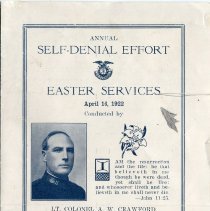 ANNUAL
SELF-DENIAL EFFORT
EASTER SERVICES
April 14, 1922
Conducted by
I AM the resurrection
and the life: he that
believeth in me
though he were dead,
yet shall he live:
and whosoever liveth and be-
lieveth in me shall never die
—John 11:25.
LT. COLONEL A. W. CRAWFORD